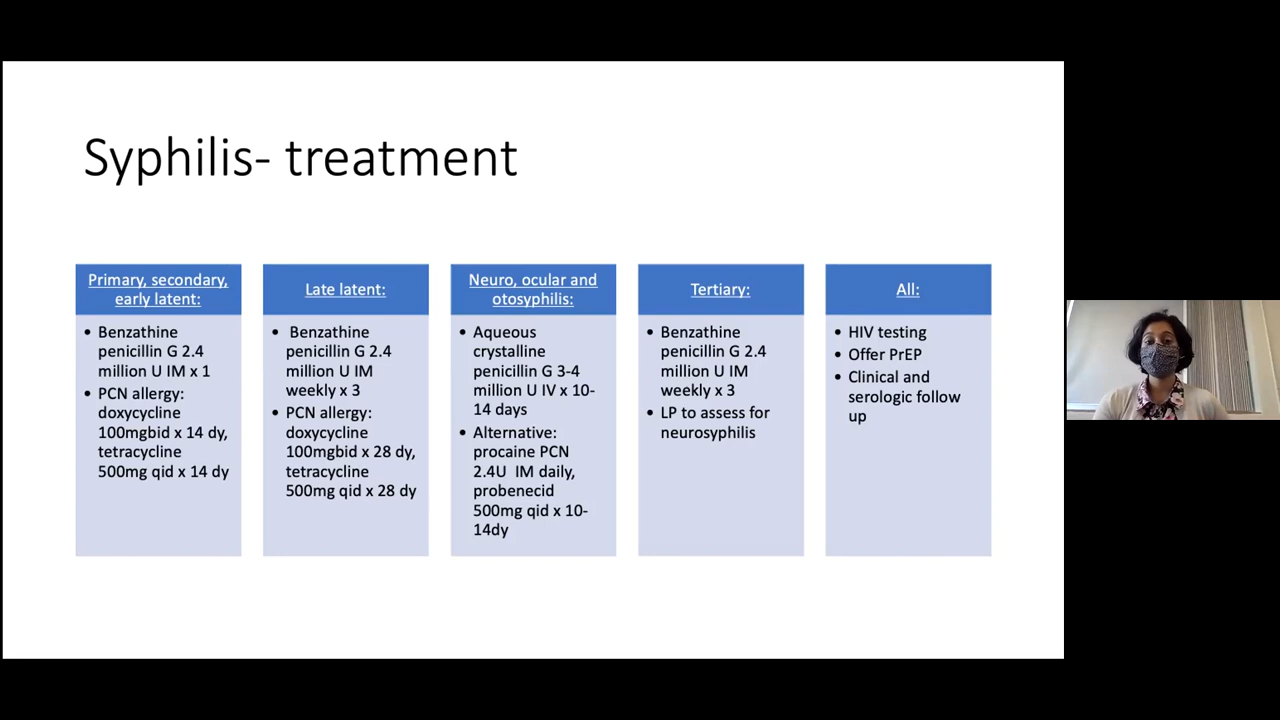 Syphilis- treatment
Primary, secondary,
early latent:
• Benzathine
penicillin G 2.4
million U IM x 1
• PCN allergy:
doxycycline
100mgbid x 14 dy,
tetracycline
500mg qid x 14 dy
Late latent:
• Benzathine
penicillin G 2.4
million U IM
weekly x 3
• PCN allergy:
doxycycline
100mgbid x 28 dy,
tetracycline
500mg qid x 28 dy
Neuro, ocular and
otosyphilis:
• Aqueous
crystalline
penicillin G 3-4
million U IV x 10-
14 days
• Alternative:
procaine PCN
2.4U IM daily,
probenecid
500mg qid x 10-
14dy
Tertiary:
• Benzathine
penicillin G 2.4
million U IM
weekly x 3
• LP to assess for
neurosyphilis
All:
• HIV testing
• Offer PrEP
• Clinical and
serologic follow
up